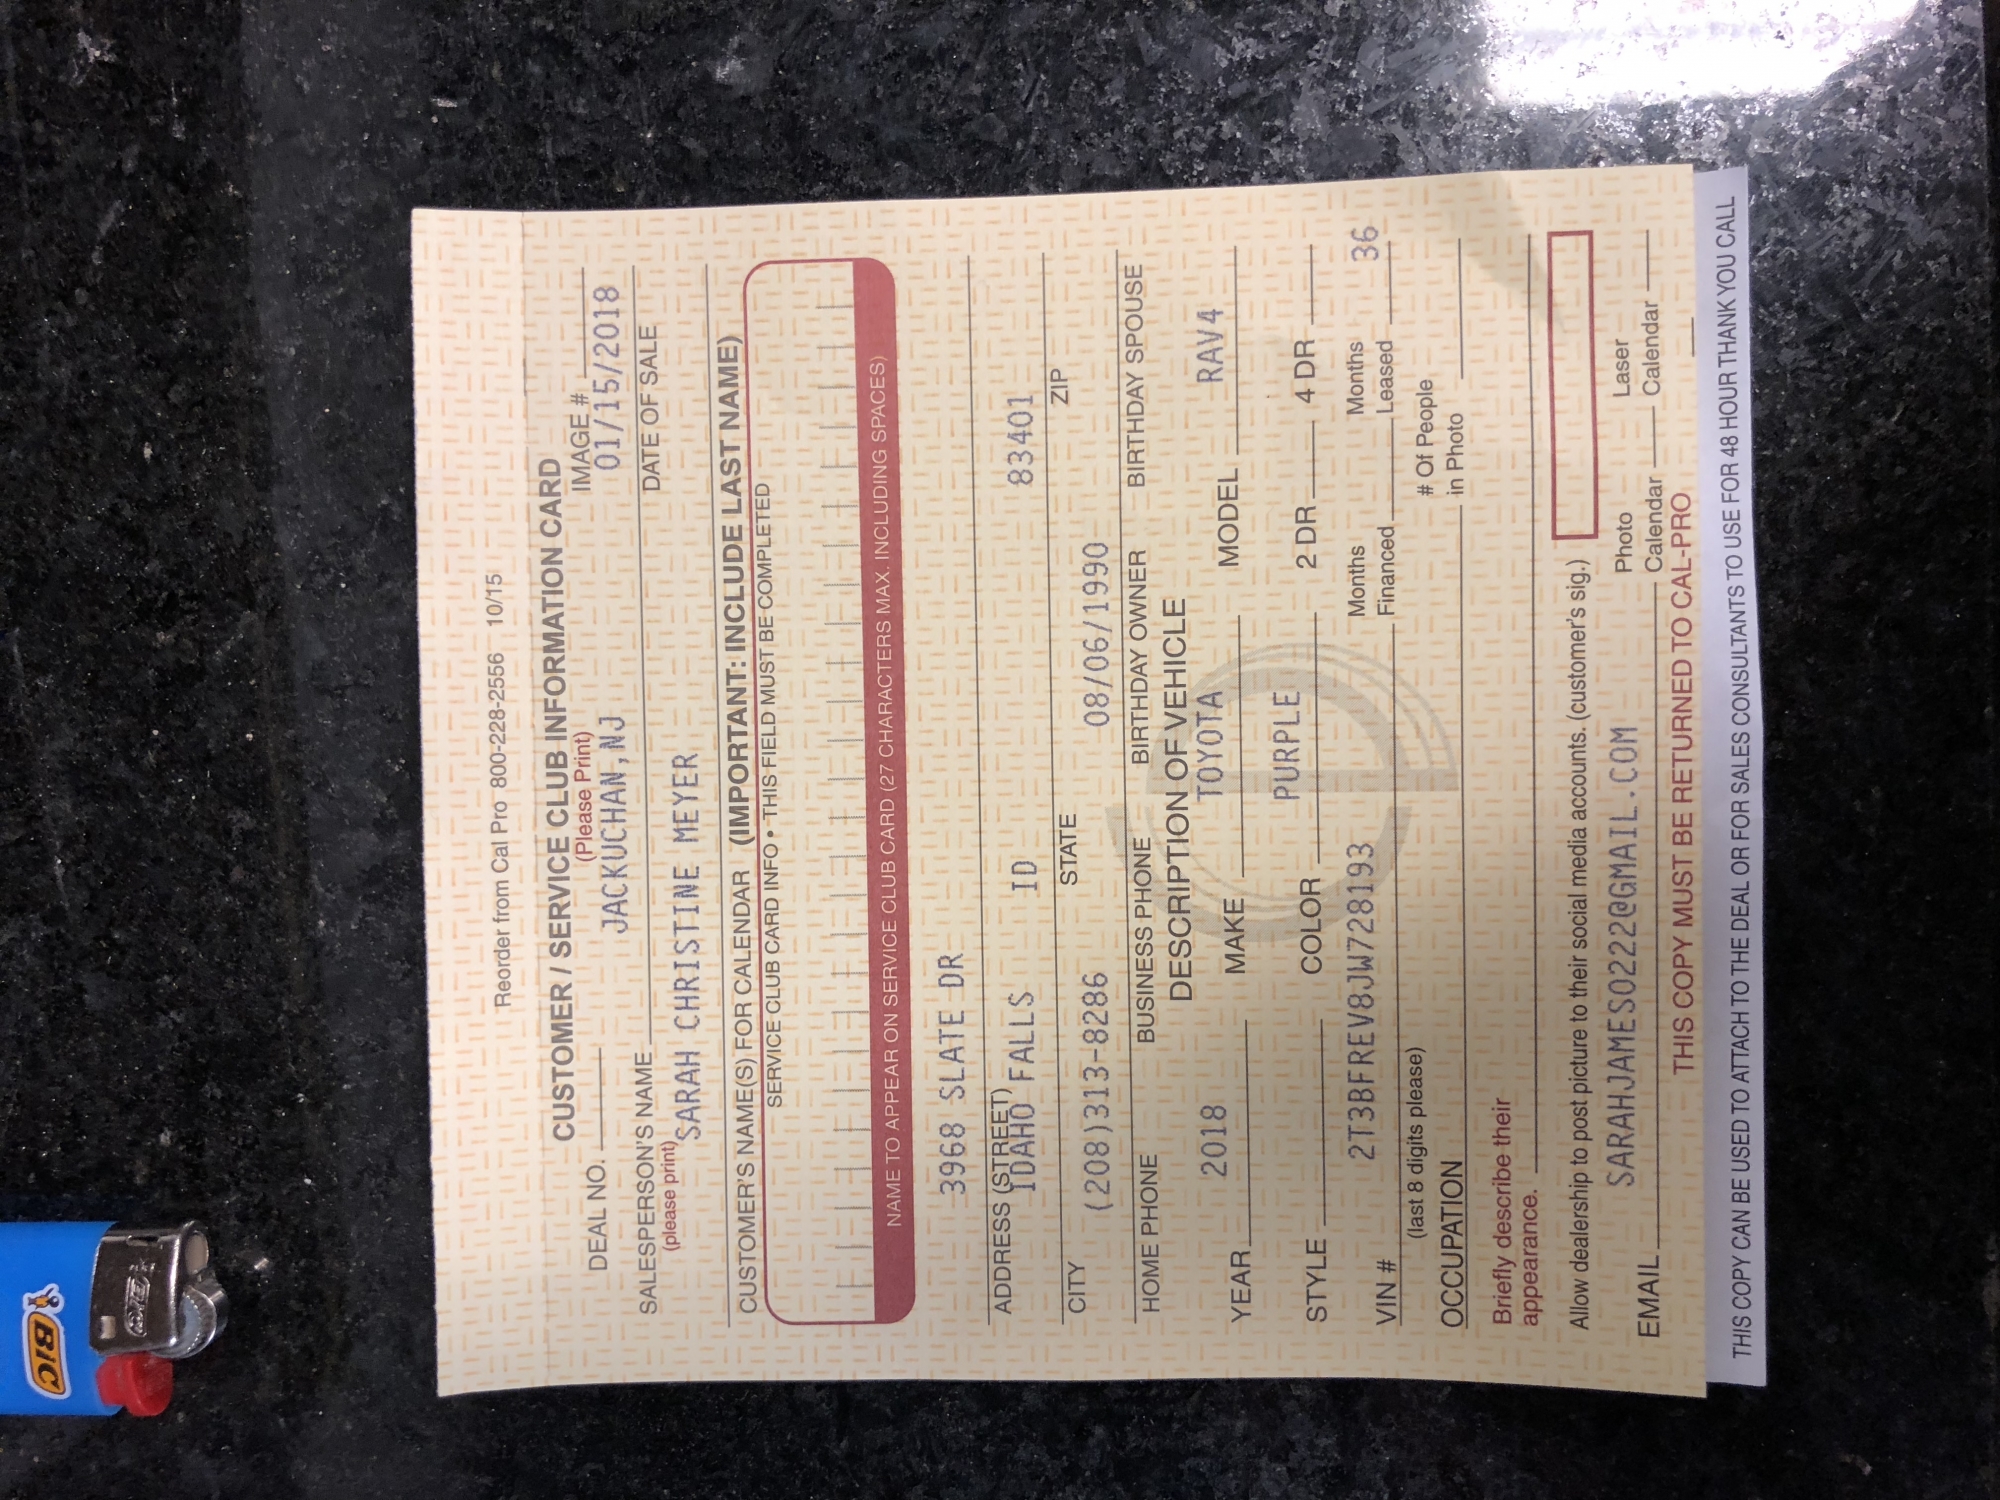 Reorder from Cal Pro 800-228-2556 10/15
CUSTOMER / SERVICE CLUB INFORMATION CARD
(Please Print)
DEAL NO. IMAGE #
JACKUCHAN,NJ 01/15/2018
SALESPERSON'S NAME DATE OF SALE
(please print)
SARAH CHRISTINE MEYER
CUSTOMER'S NAME(S) FOR CALENDAR (IMPORTANT: INCLUDE LAST NAME)
SERVICE CLUB CARD INFO • THIS FIELD MUST BE COMPLETED
NAME TO APPEAR ON SERVICE CLUB CARD (27 CHARACTERS MAX. INCLUDING SPACES)
3968 SLATE DR
ADDRESS (STREET)
IDAHO FALLS ID 83401
CITY STATE ZIP
(208)313-8286 08/06/1990
HOME PHONE BUSINESS PHONE BIRTHDAY OWNER BIRTHDAY SPOUSE
DESCRIPTION OF VEHICLE
2018 TOYOTA RAV4
YEAR MAKE MODEL
PURPLE
STYLE COLOR 2 DR 4 DR
2T3BFREV8JW728193 36
VIN # Months Financed Months Leased
(last 8 digits please)
OCCUPATION # Of People in Photo
Briefly describe their
appearance.
Allow dealership to post picture to their social media accounts. (customer's sig.)
SARAHJAMESO222@GMAIL.COM
EMAIL Photo Calendar Laser Calendar
THIS COPY MUST BE RETURNED TO CAL-PRO
THIS COPY CAN BE USED TO ATTACH TO THE DEAL OR FOR SALES CONSULTANTS TO USE FOR 48 HOUR THANK YOU CALL
BIC
BIC